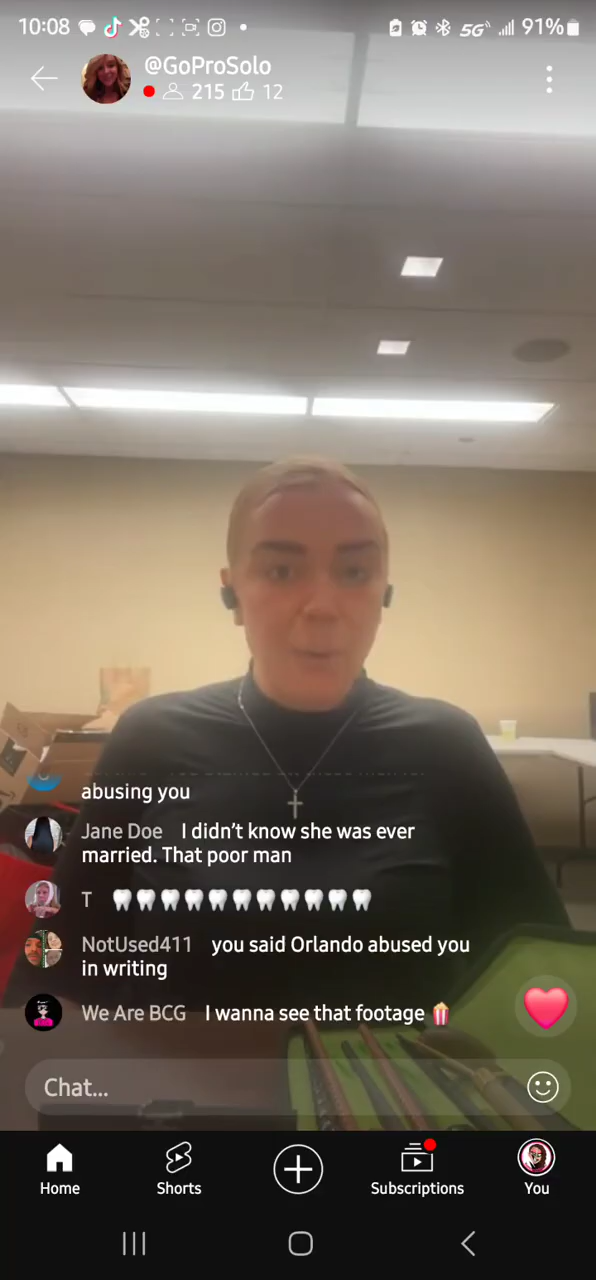 10:08
5G
91%
@GoProSolo
215 12
abusing you
Jane Doe I didn't know she was ever
married. That poor man
T 🦷🦷🦷🦷🦷🦷🦷🦷🦷🦷🦷
NotUsed411 you said Orlando abused you
in writing
We Are BCG I wanna see that footage 🍿
Chat...
Home
Shorts
Subscriptions
You